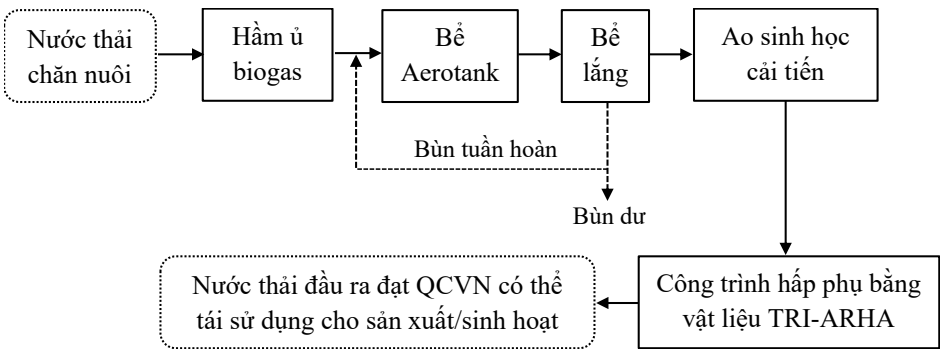 Nước thải
chăn nuôi
Hầm ủ
biogas
Bể
Aerotank
Bể
lắng
Ao sinh học
cải tiến
Bùn tuần hoàn
Bùn dư
Nước thải đầu ra đạt QCVN có thể
tái sử dụng cho sản xuất/sinh hoạt
Công trình hấp phụ bằng
vật liệu TRI-ARHA